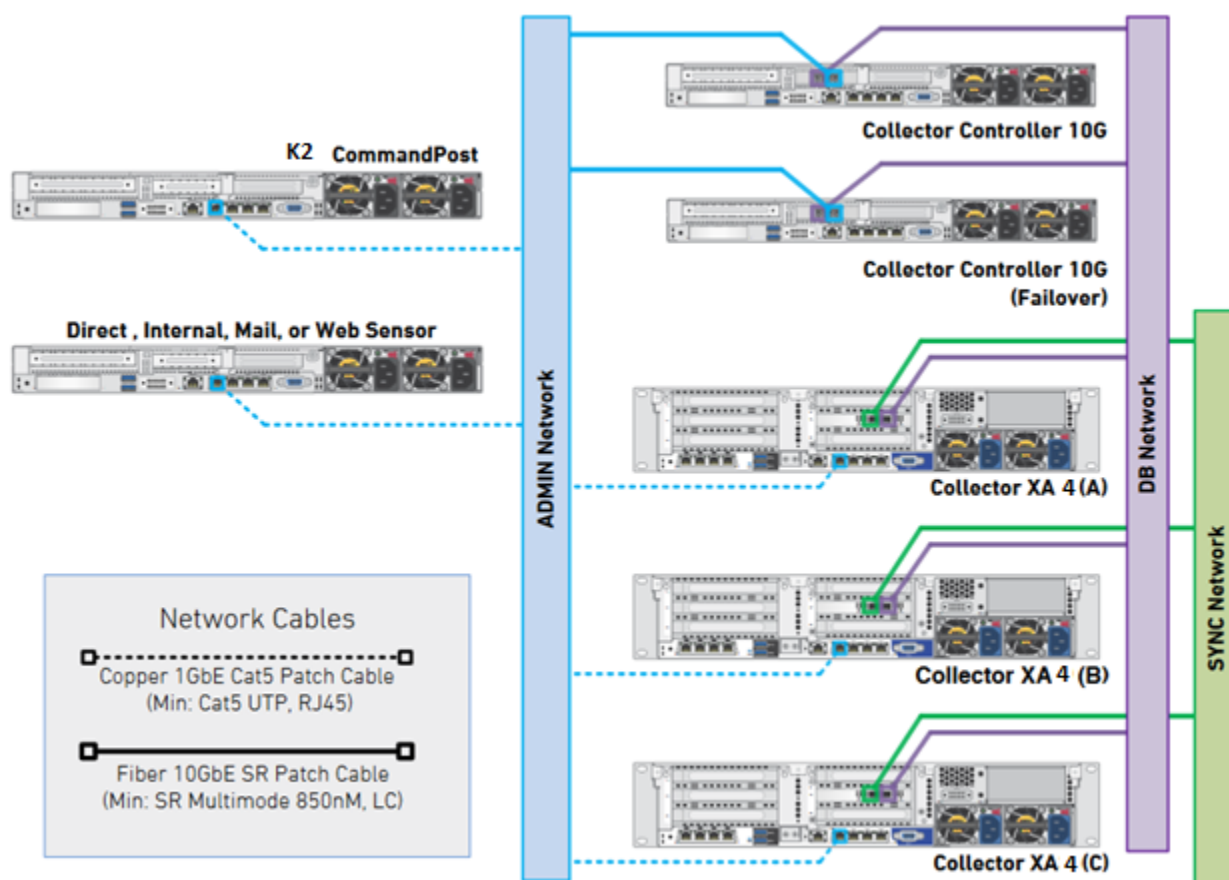 Collector Controller 10G
K2 CommandPost
Collector Controller 10G
(Failover)
Direct , Internal, Mail, or Web Sensor
ADMIN Network
DB Network
SYNC Network
Collector XA 4 (A)
Collector XA 4 (B)
Collector XA 4 (C)
Network Cables
Copper 1GbE Cat5 Patch Cable
(Min: Cat5 UTP, RJ45)
Fiber 10GbE SR Patch Cable
(Min: SR Multimode 850nM, LC)